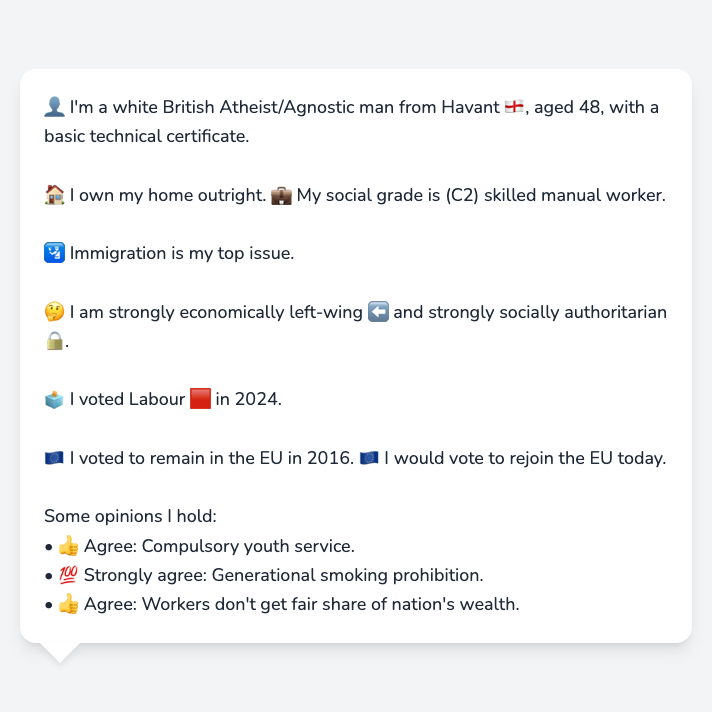 👤 I'm a white British Atheist/Agnostic man from Havant 🏴󠁧󠁢󠁥󠁮󠁧󠁿, aged 48, with a
basic technical certificate.
🏠 I own my home outright. 💼 My social grade is (C2) skilled manual worker.
🛂 Immigration is my top issue.
🤔 I am strongly economically left-wing ⬅️ and strongly socially authoritarian
🔒.
🗳️ I voted Labour 🟥 in 2024.
🇪🇺 I voted to remain in the EU in 2016. 🇪🇺 I would vote to rejoin the EU today.
Some opinions I hold:
• 👍 Agree: Compulsory youth service.
• 💯 Strongly agree: Generational smoking prohibition.
• 👍 Agree: Workers don't get fair share of nation's wealth.